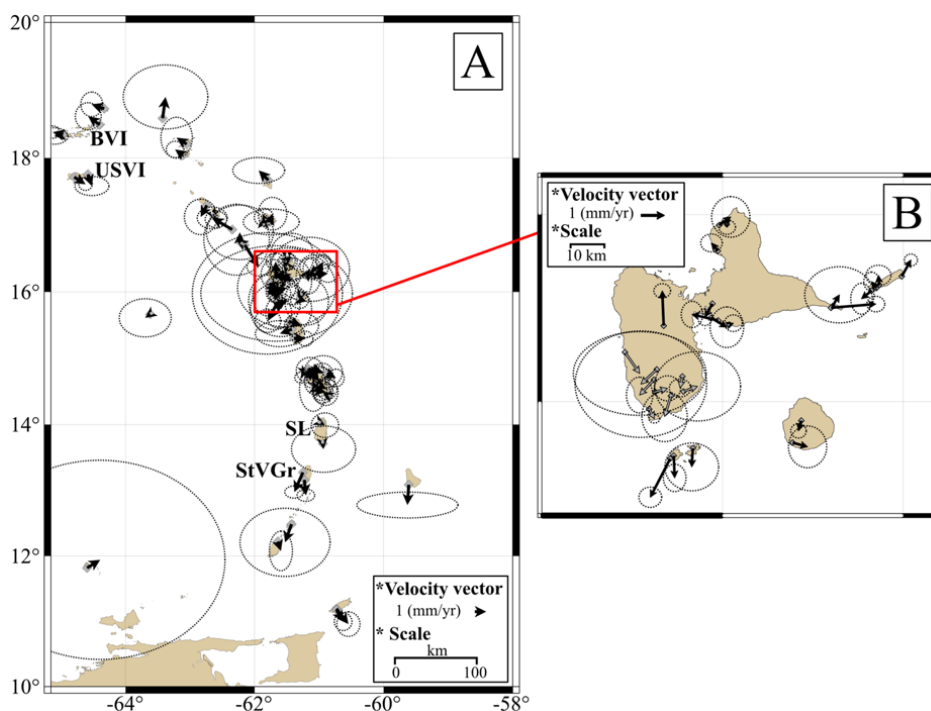 20°
A
BVI
18°
USVI
*Velocity vector
1 (mm/yr)
*Scale
10 km
B
16°
14°
SL
StVGr
12°
*Velocity vector
1 (mm/yr)
* Scale
km
0 100
10°
-64° -62° -60° -58°